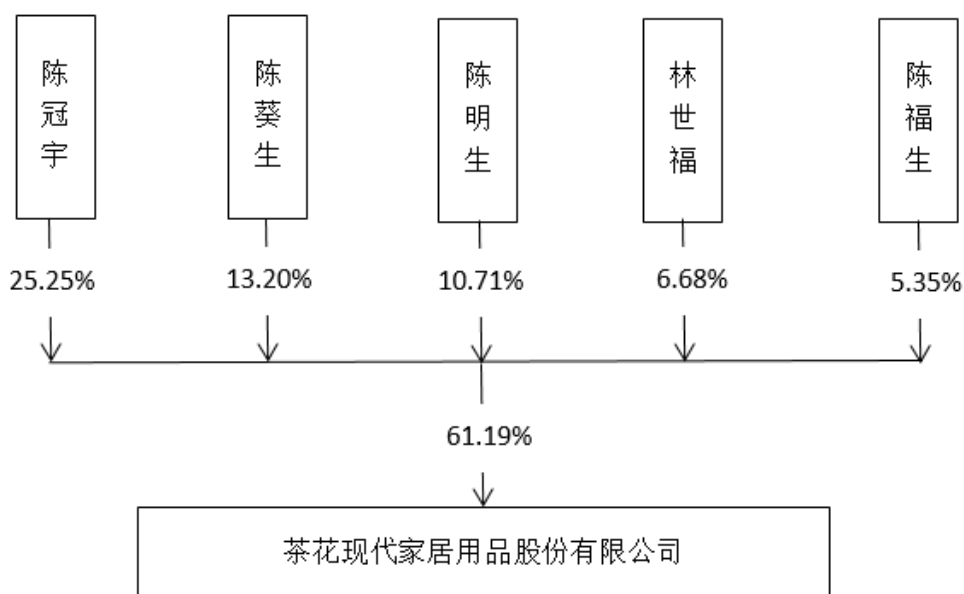 陈冠宇
陈葵生
陈明生
林世福
陈福生
25.25%
13.20%
10.71%
6.68%
5.35%
61.19%
茶花现代家居用品股份有限公司